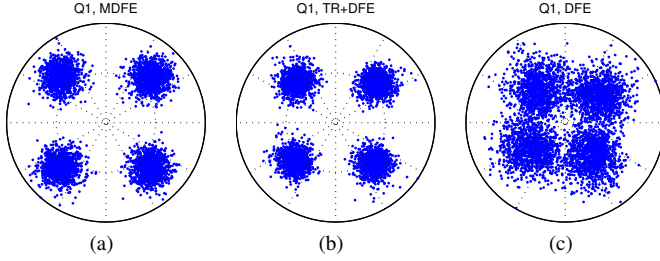 Q1, MDFE
Q1, TR+DFE
Q1, DFE
(a)
(b)
(c)